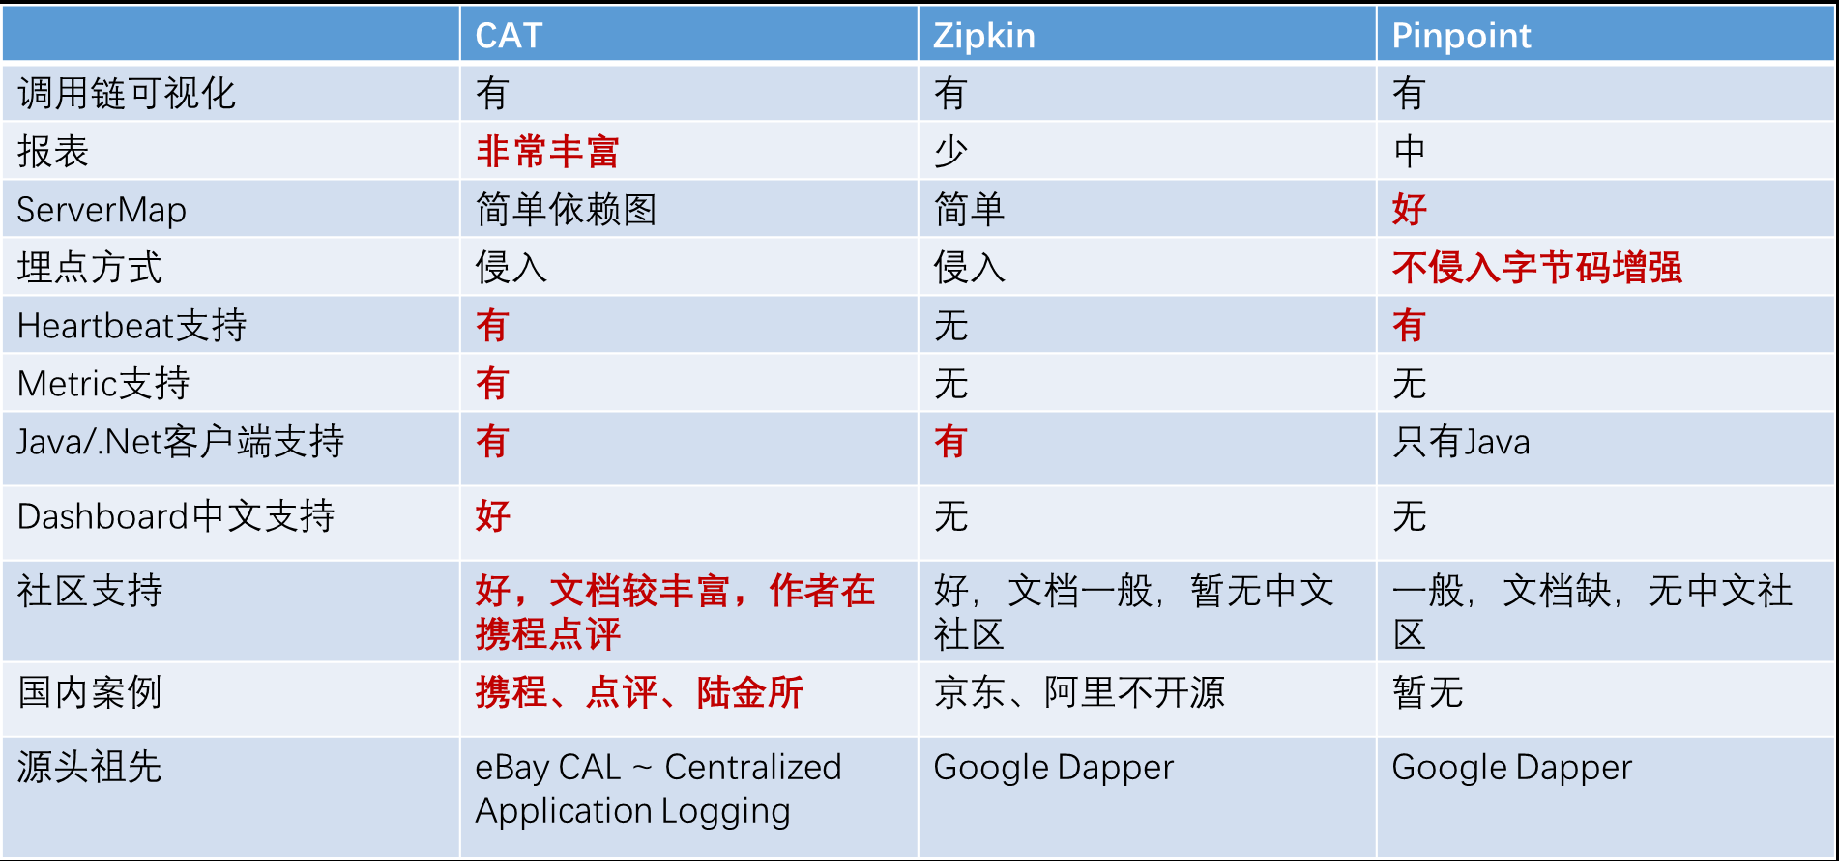 CAT Zipkin Pinpoint
调用链可视化 有 有 有
报表 非常丰富 少 中
ServerMap 简单依赖图 简单 好
埋点方式 侵入 侵入 不侵入字节码增强
Heartbeat支持 有 无 有
Metric支持 有 无 无
Java/.Net客户端支持 有 有 只有Java
Dashboard中文支持 好 无 无
社区支持 好，文档较丰富，作者在 好，文档一般，暂无中文 一般，文档缺，无中文社
携程点评 社区 区
国内案例 携程、点评、陆金所 京东、阿里不开源 暂无
源头祖先 eBay CAL ~ Centralized Google Dapper Google Dapper
Application Logging